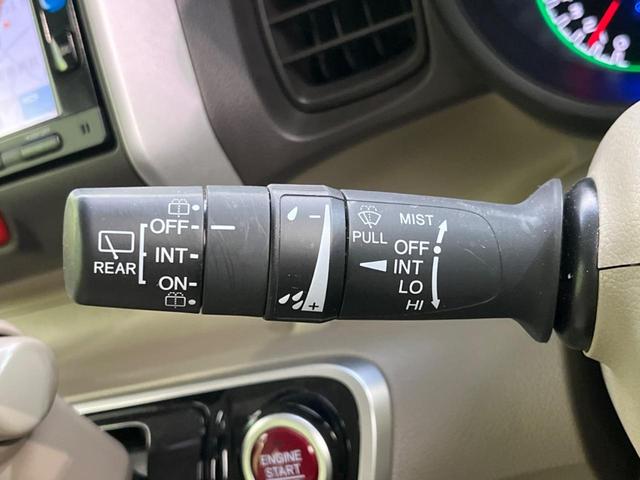 REAR
OFF
INT
ON
- 
+
PULL
MIST
OFF
INT
LO
HI
ENGINE
START